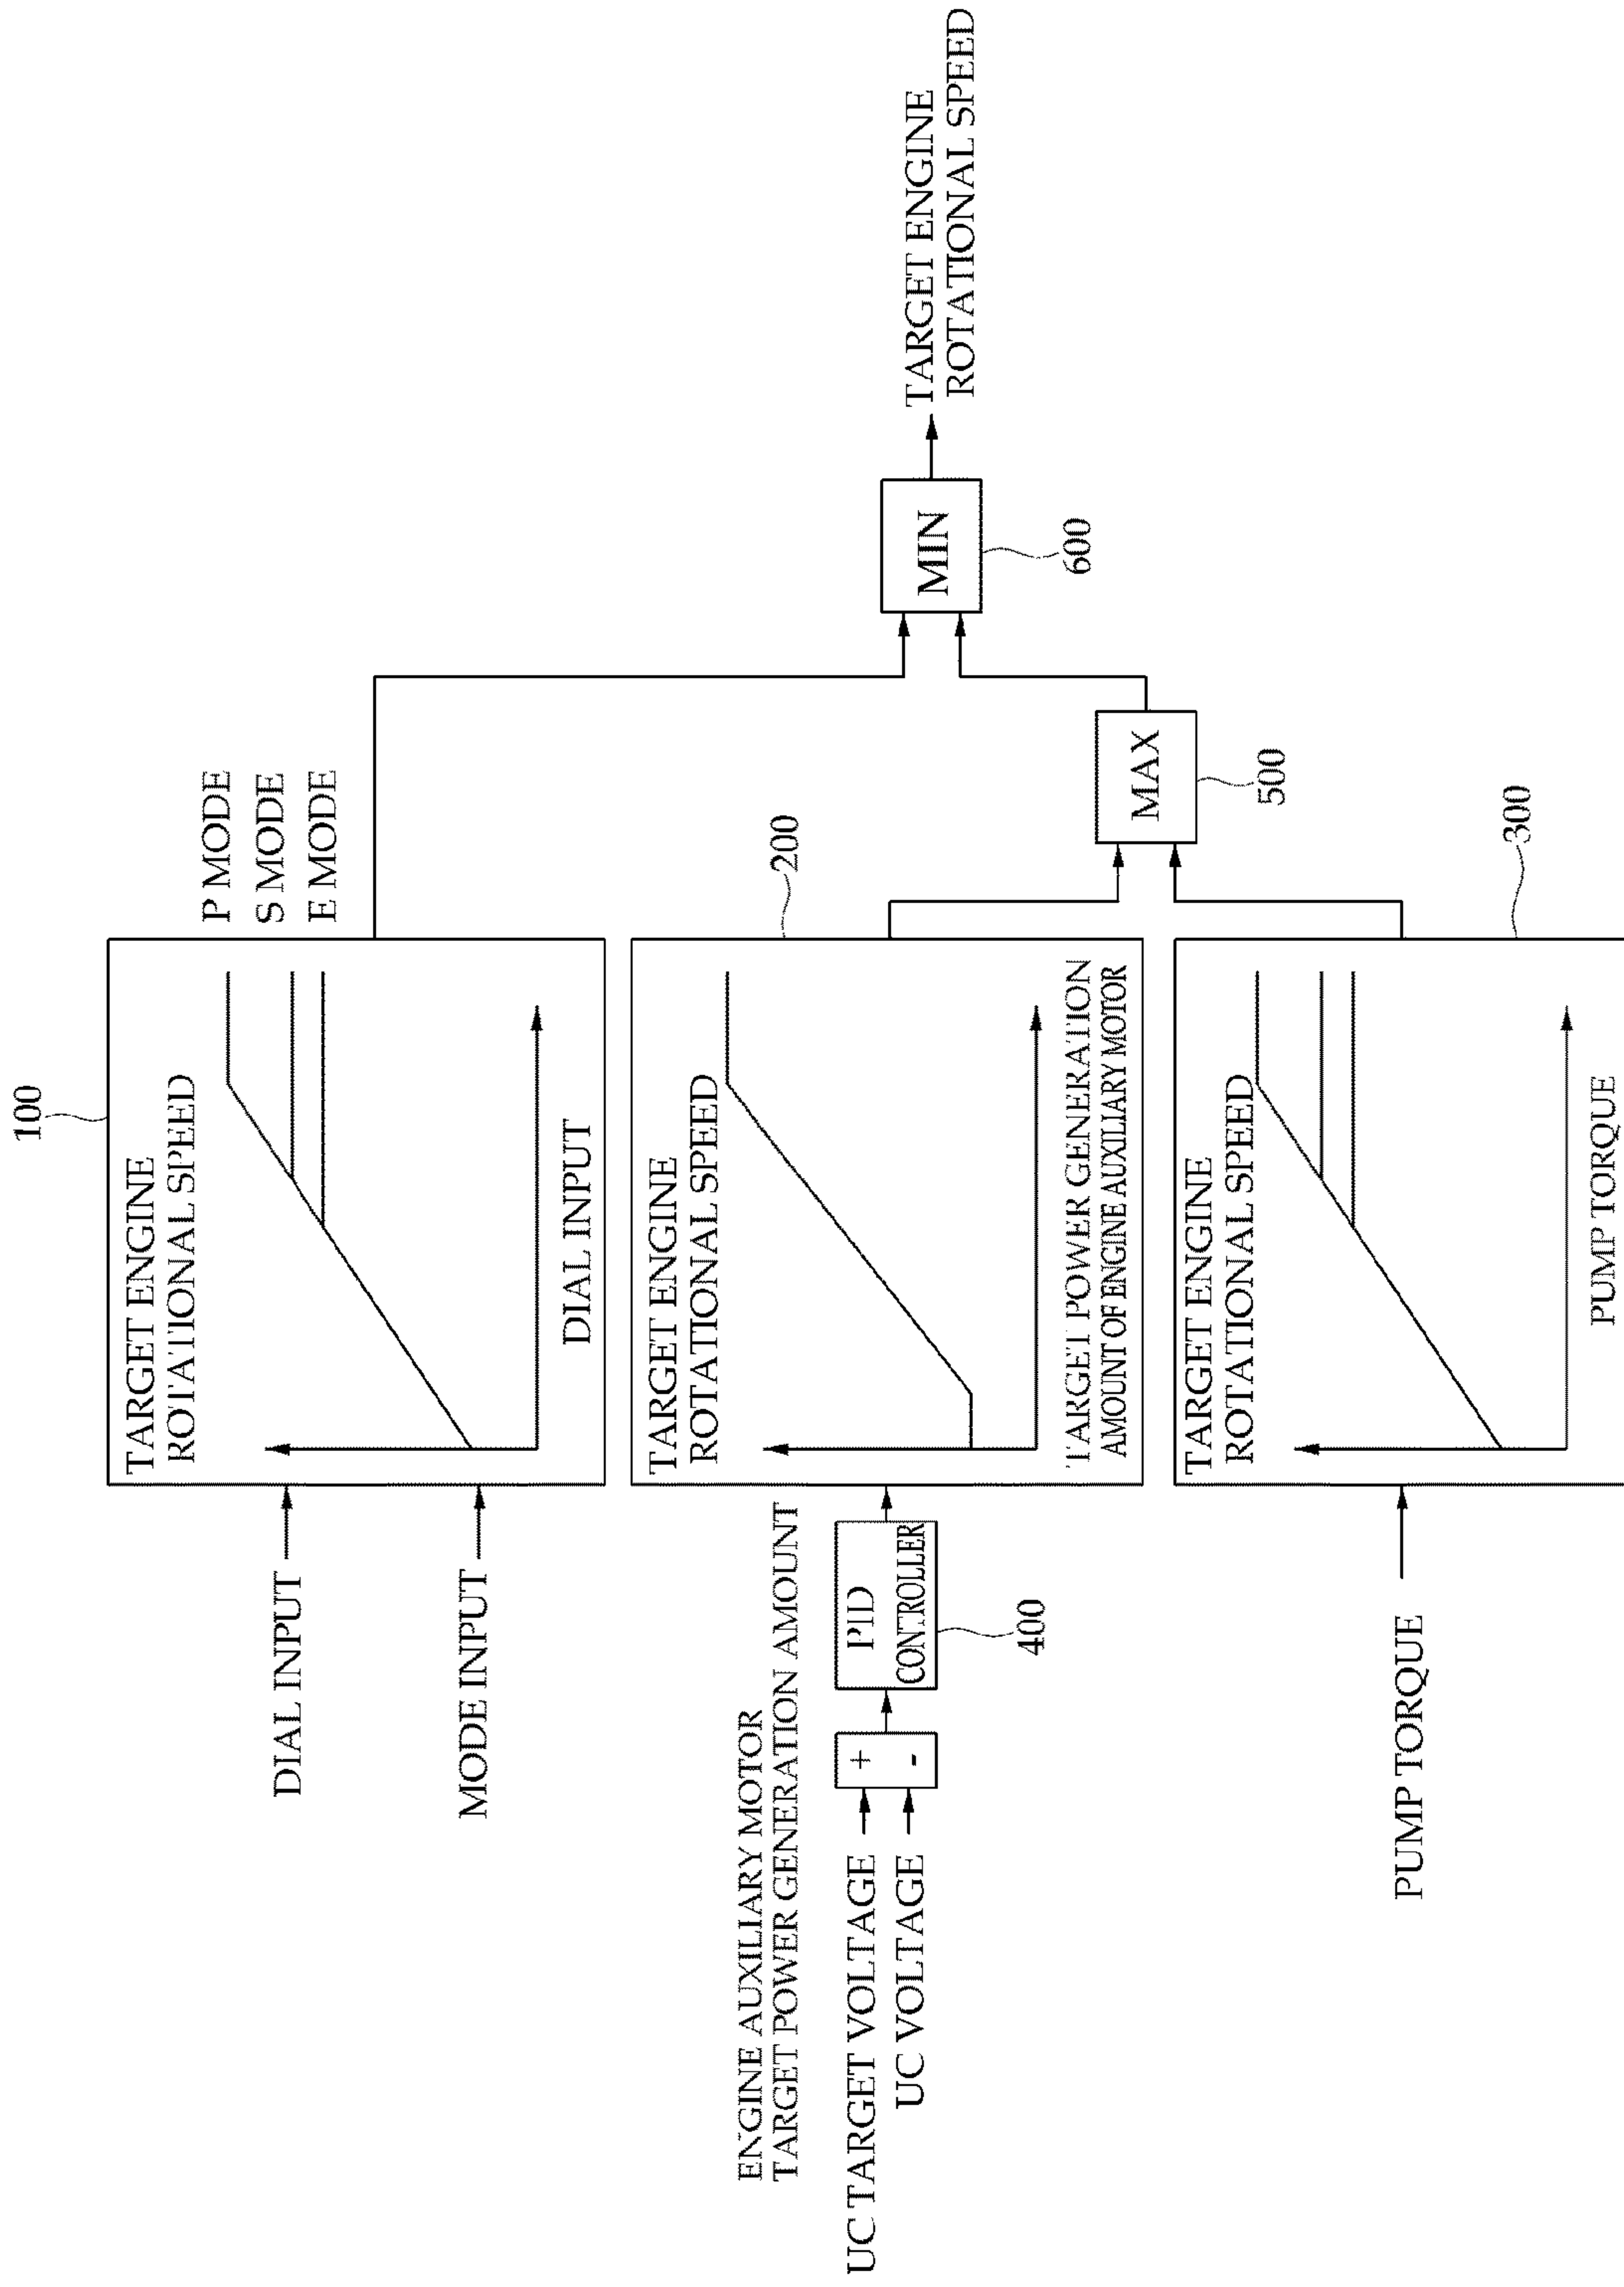 100
TARGET ENGINE
ROTATIONAL SPEED
P MODE
S MODE
E MODE
DIAL INPUT
MODE INPUT
DIAL INPUT
200
TARGET ENGINE
ROTATIONAL SPEED
ENGINE AUXILIARY MOTOR
TARGET POWER GENERATION AMOUNT
UC TARGET VOLTAGE
UC VOLTAGE
+
-
PID
CONTROLLER
400
TARGET POWER GENERATION
AMOUNT OF ENGINE AUXILIARY MOTOR
300
TARGET ENGINE
ROTATIONAL SPEED
PUMP TORQUE
PUMP TORQUE
MAX
500
MIN
600
TARGET ENGINE
ROTATIONAL SPEED